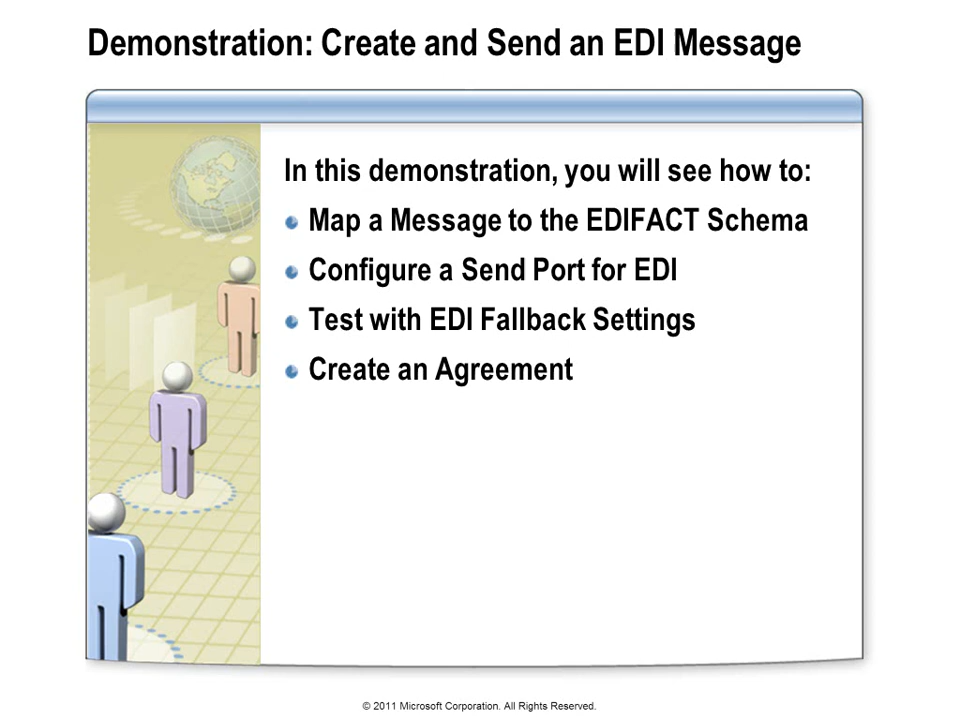 Demonstration: Create and Send an EDI Message
In this demonstration, you will see how to:
Map a Message to the EDIFACT Schema
Configure a Send Port for EDI
Test with EDI Fallback Settings
Create an Agreement
© 2011 Microsoft Corporation. All Rights Reserved.